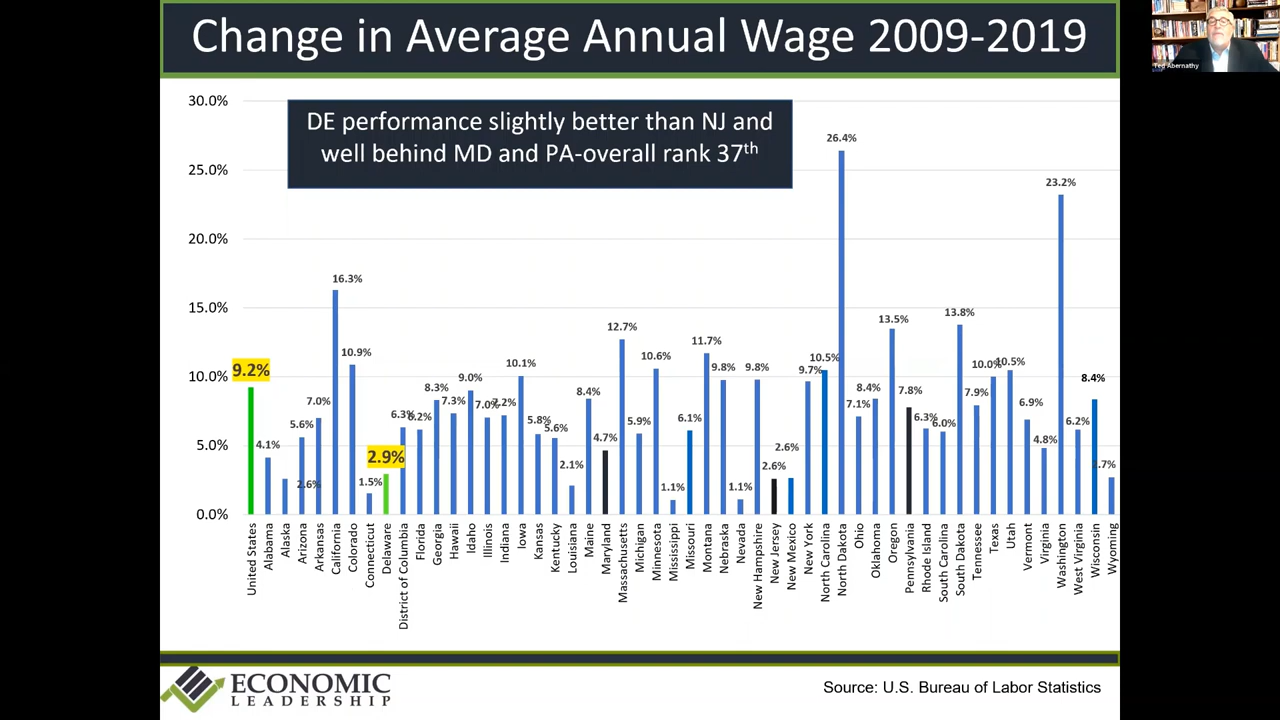 Change in Average Annual Wage 2009-2019
Ted Abernathy
DE performance slightly better than NJ and
well behind MD and PA-overall rank 37th
30.0%
25.0%
20.0%
15.0%
10.0%
5.0%
0.0%
9.2%
4.1%
2.6%
5.6%
7.0%
16.3%
10.9%
1.5%
2.9%
6.3%
6.2%
8.3%
7.3%
9.0%
7.0%
7.2%
10.1%
5.8%
5.6%
2.1%
8.4%
4.7%
12.7%
5.9%
10.6%
1.1%
6.1%
11.7%
9.8%
1.1%
9.8%
2.6%
2.6%
9.7%
10.5%
26.4%
7.1%
8.4%
13.5%
7.8%
6.3%
6.0%
13.8%
7.9%
10.0%
10.5%
6.9%
4.8%
23.2%
6.2%
8.4%
2.7%
United States
Alabama
Alaska
Arizona
Arkansas
California
Colorado
Connecticut
Delaware
District of Columbia
Florida
Georgia
Hawaii
Idaho
Illinois
Indiana
Iowa
Kansas
Kentucky
Louisiana
Maine
Maryland
Massachusetts
Michigan
Minnesota
Mississippi
Missouri
Montana
Nebraska
Nevada
New Hampshire
New Jersey
New Mexico
New York
North Carolina
North Dakota
Ohio
Oklahoma
Oregon
Pennsylvania
Rhode Island
South Carolina
South Dakota
Tennessee
Texas
Utah
Vermont
Virginia
Washington
West Virginia
Wisconsin
Wyoming
ECONOMIC
LEADERSHIP
Source: U.S. Bureau of Labor Statistics